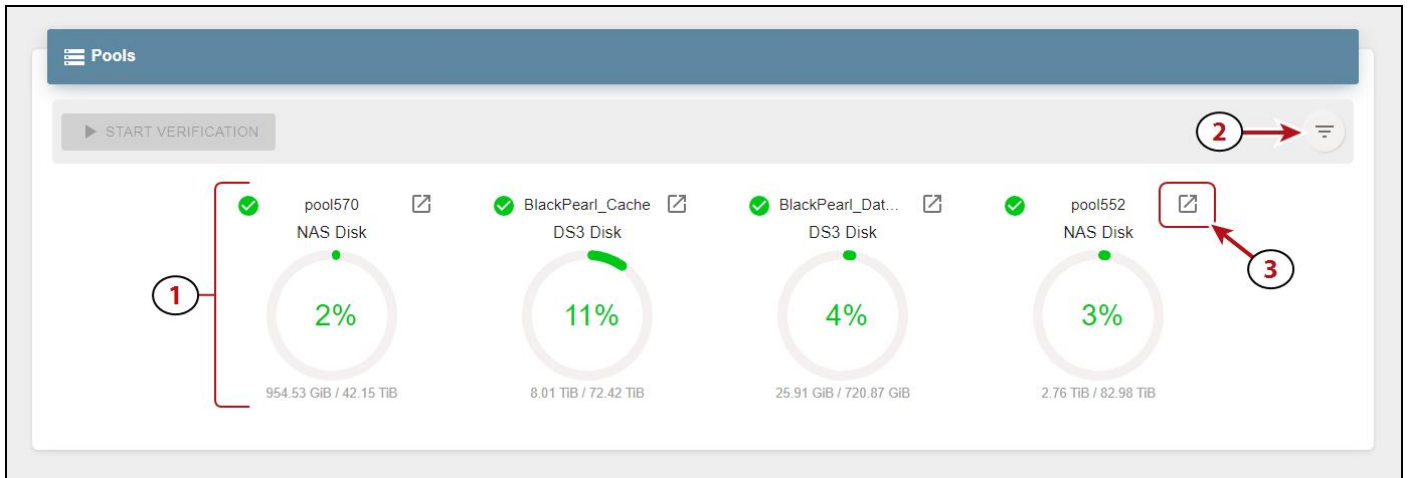 Pools
START VERIFICATION
2
pool570
NAS Disk
2%
954.53 GiB / 42.15 TiB
BlackPearl_Cache
DS3 Disk
11%
8.01 TiB / 72.42 TiB
BlackPearl_Dat...
DS3 Disk
4%
25.91 GiB / 720.87 GiB
pool552
NAS Disk
3%
2.76 TiB / 82.98 TiB
1
3